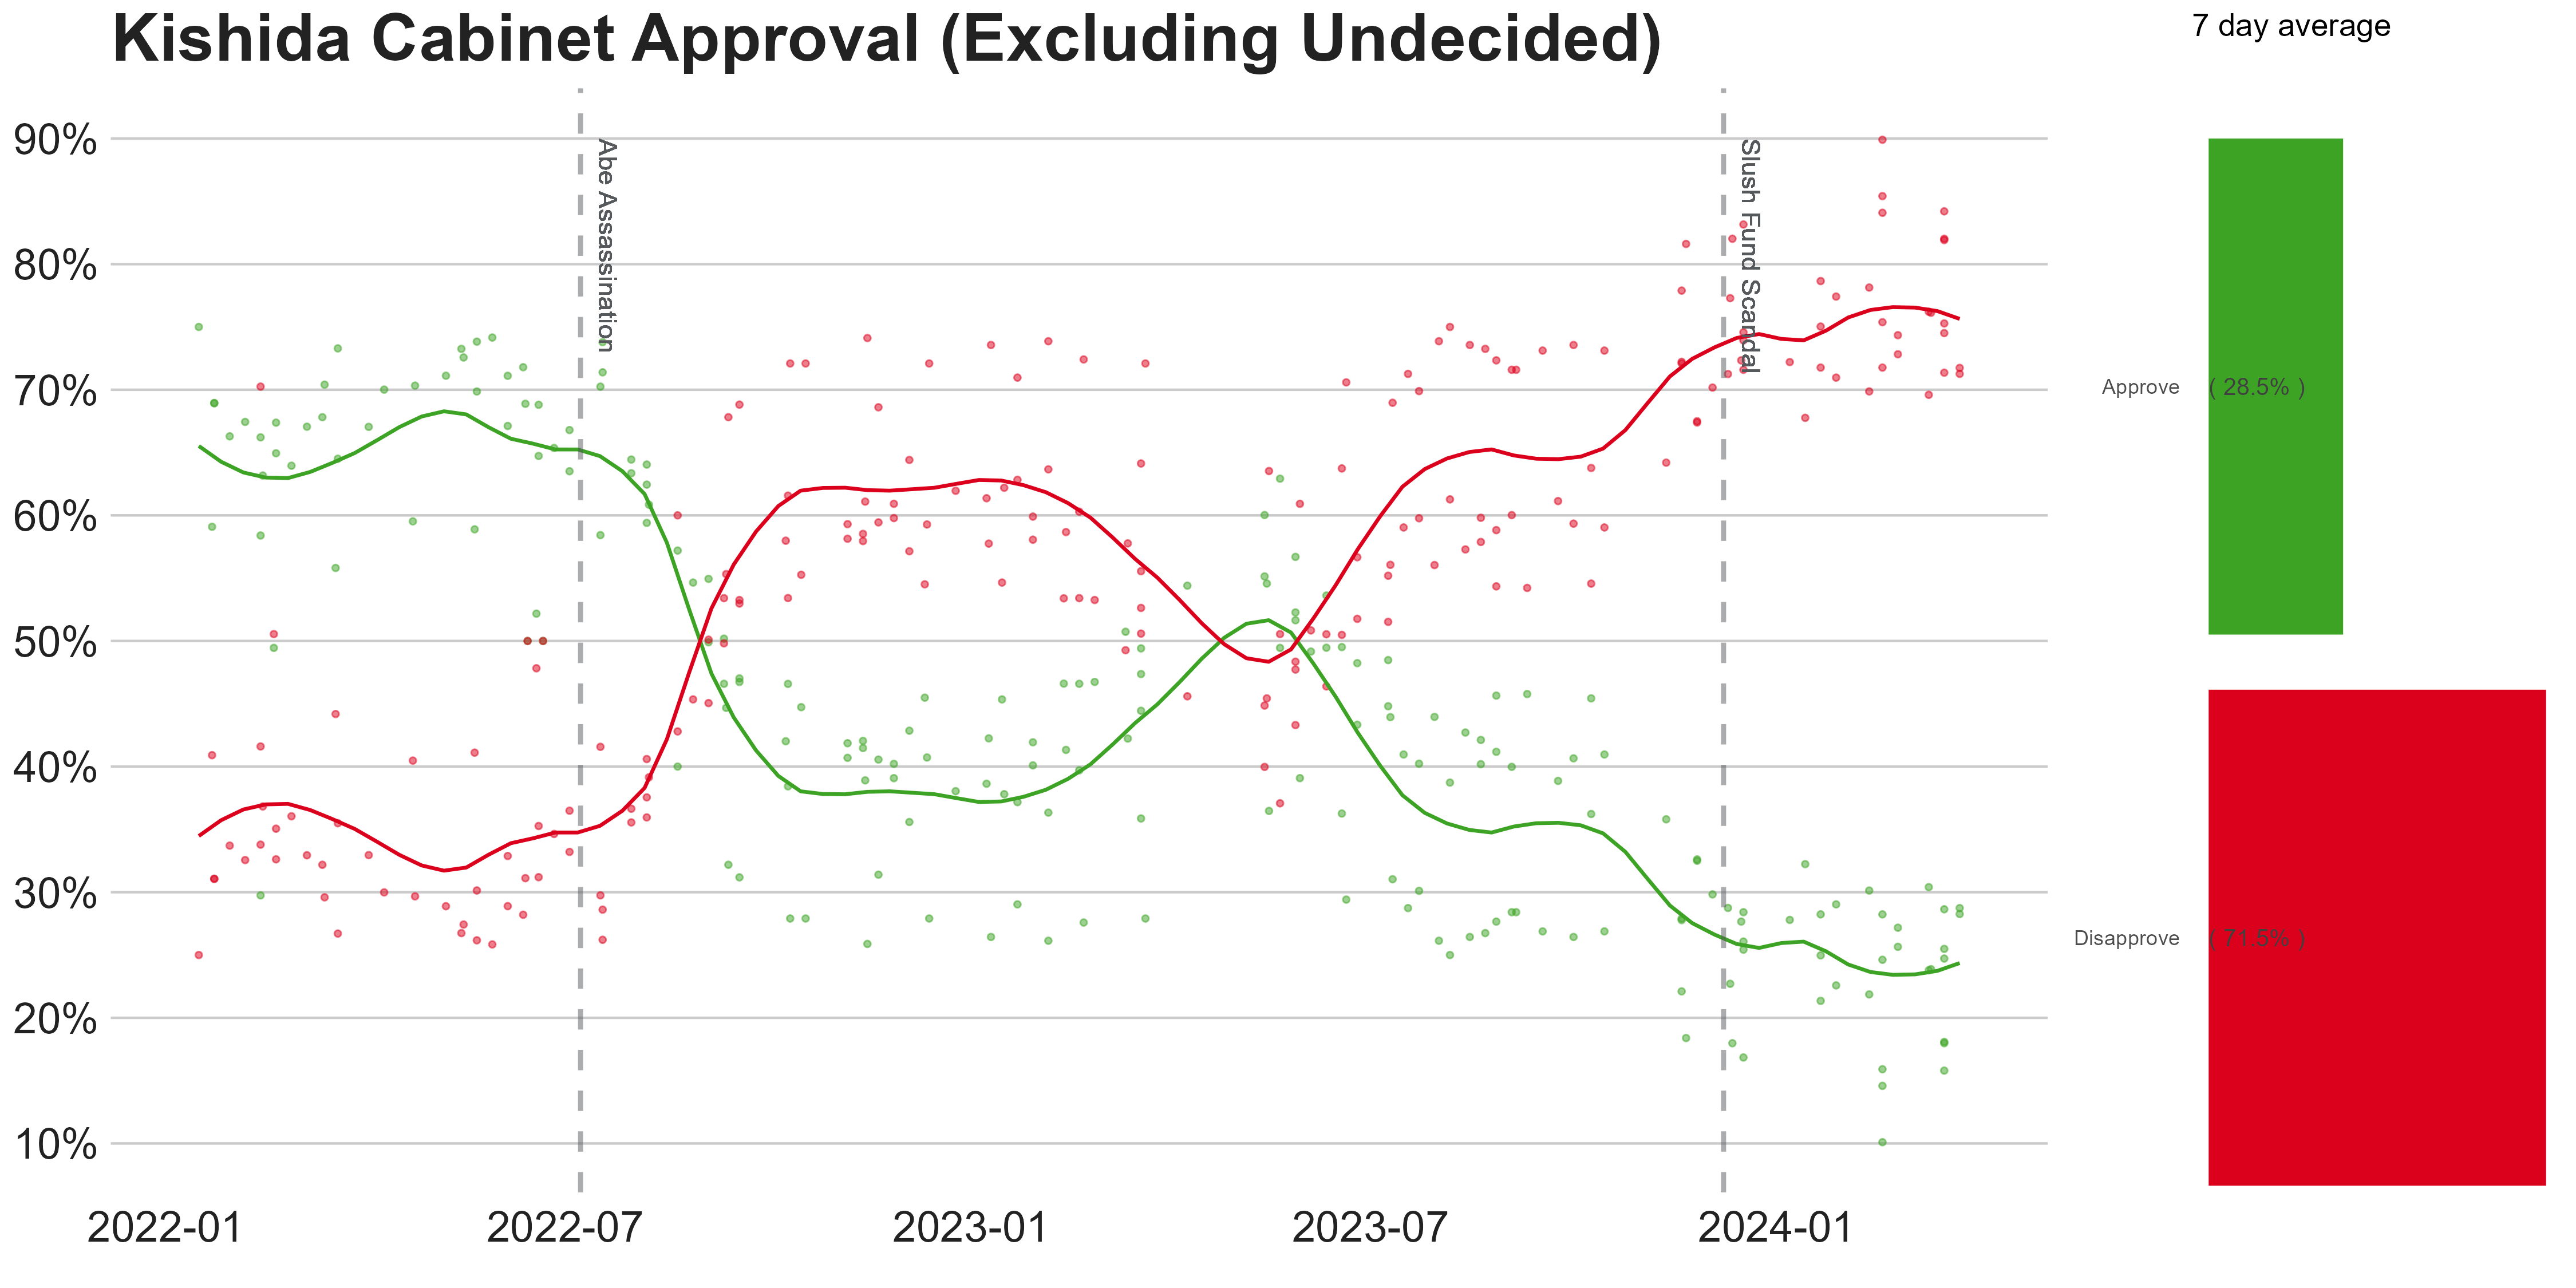 Kishida Cabinet Approval (Excluding Undecided)
7 day average
90%
80%
70%
60%
50%
40%
30%
20%
10%
Abe Assassination
Slush Fund Scandal
2022-01
2022-07
2023-01
2023-07
2024-01
Approve
( 28.5% )
Disapprove
( 71.5% )